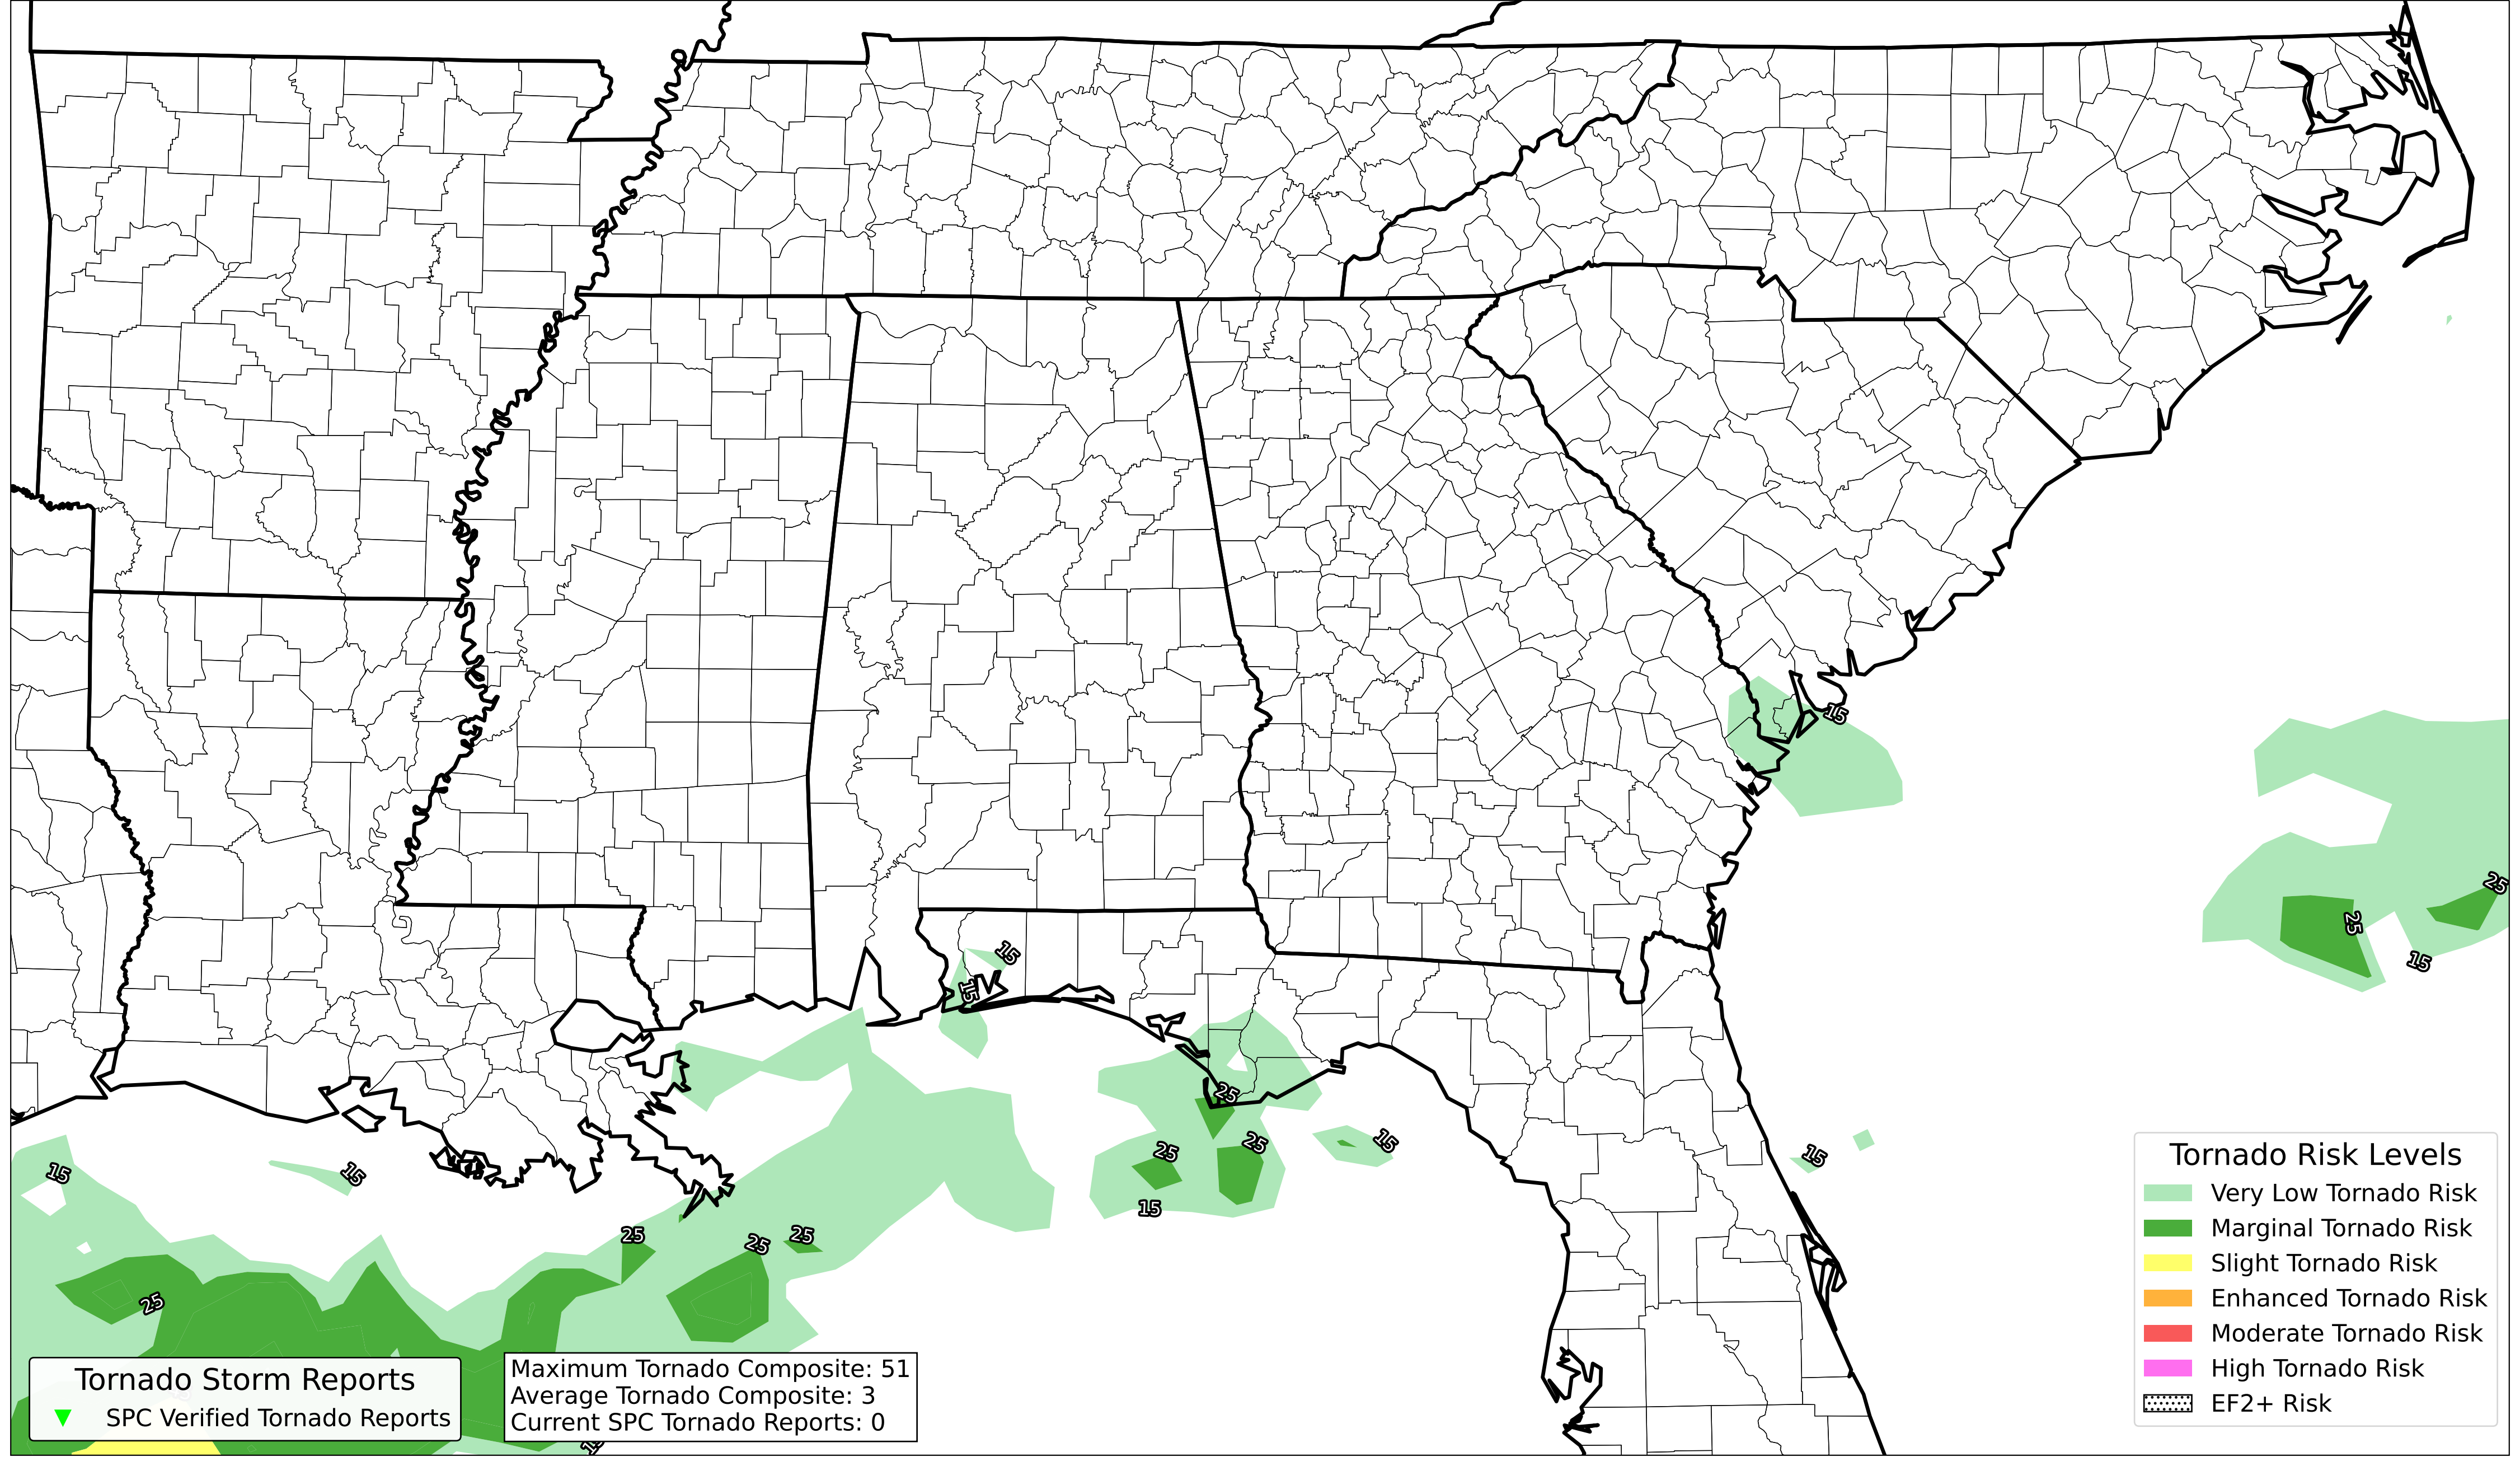 15
15
15
25
25
15
25
25
25
15
25
15
15
15
25
25
25
25
15
Tornado Risk Levels
Very Low Tornado Risk
Marginal Tornado Risk
Slight Tornado Risk
Enhanced Tornado Risk
Moderate Tornado Risk
High Tornado Risk
EF2+ Risk
Tornado Storm Reports
SPC Verified Tornado Reports
Maximum Tornado Composite: 51
Average Tornado Composite: 3
Current SPC Tornado Reports: 0